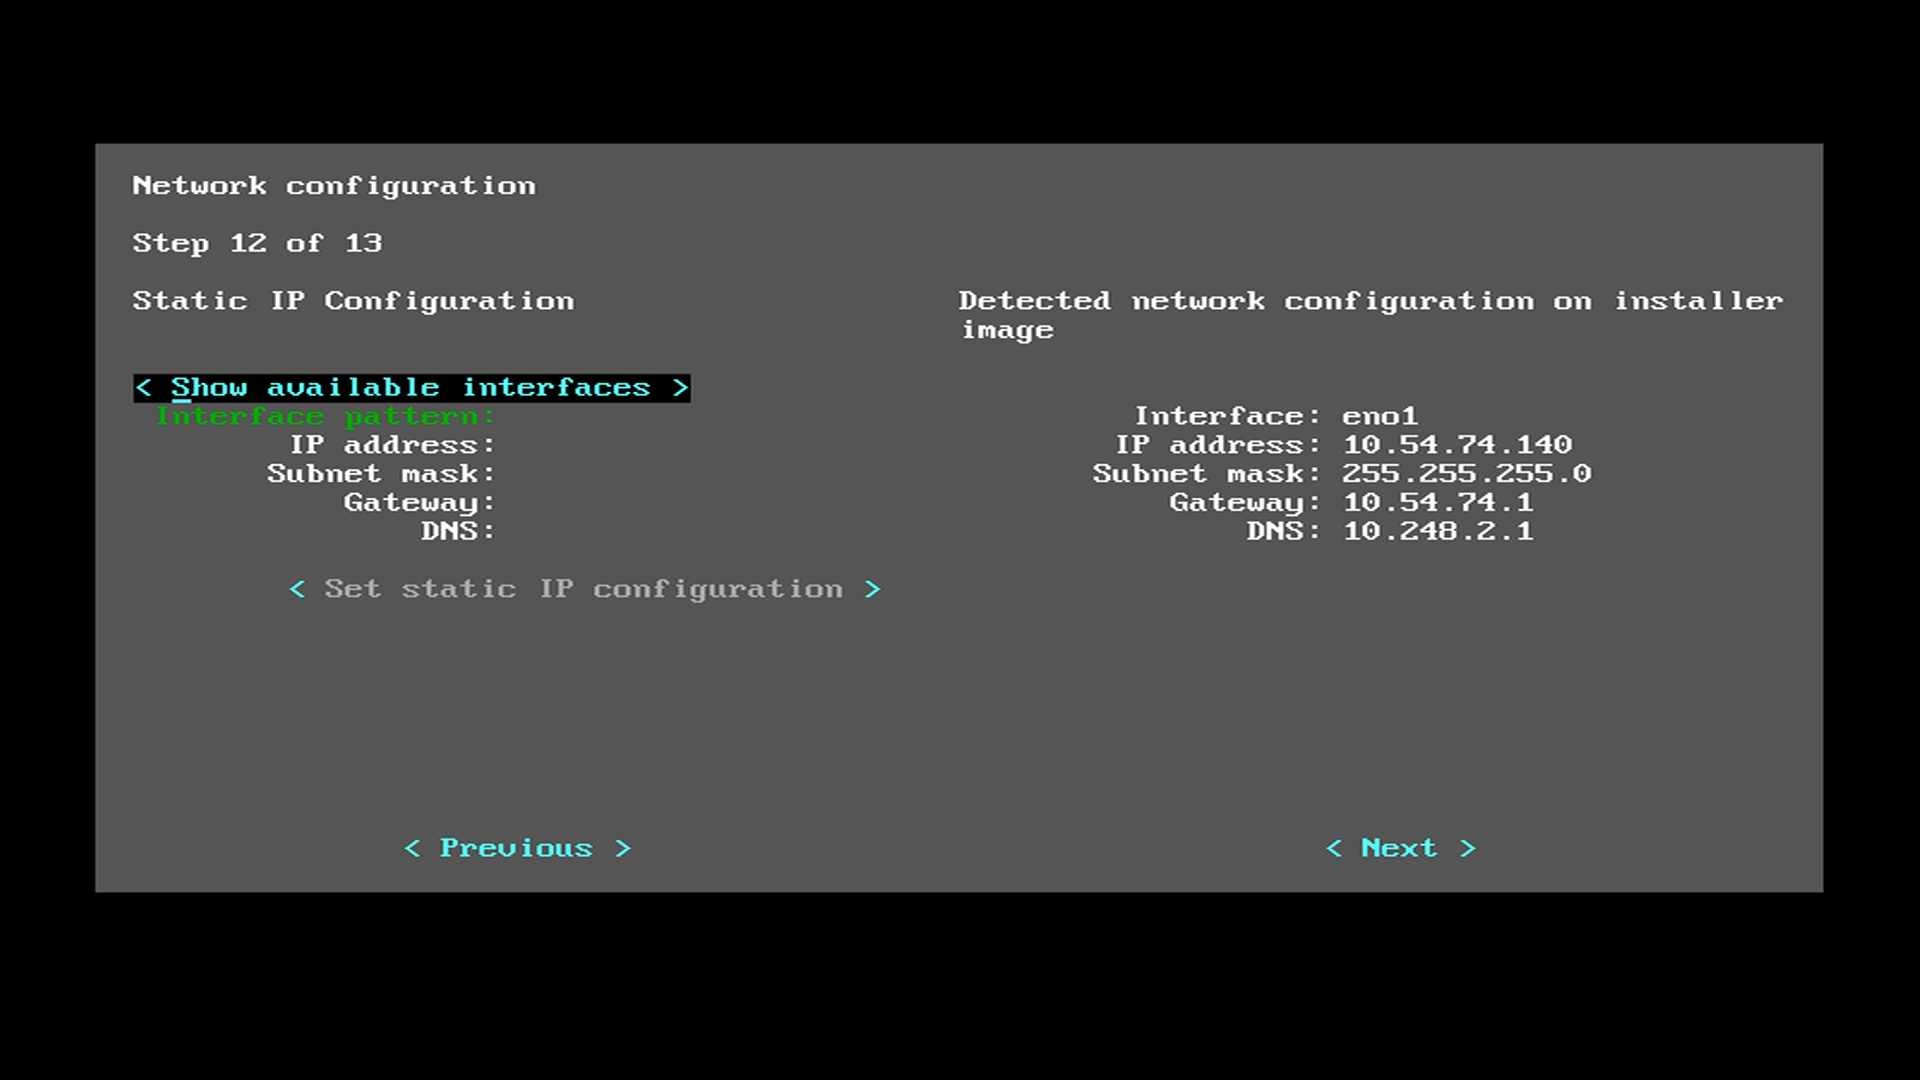 Network configuration
Step 12 of 13
Static IP Configuration
Detected network configuration on installer
image
< Show available interfaces >
Interface pattern:
IP address:
Subnet mask:
Gateway:
DNS:
Interface: eno1
IP address: 10.54.74.140
Subnet mask: 255.255.255.0
Gateway: 10.54.74.1
DNS: 10.248.2.1
< Set static IP configuration >
< Previous >
< Next >